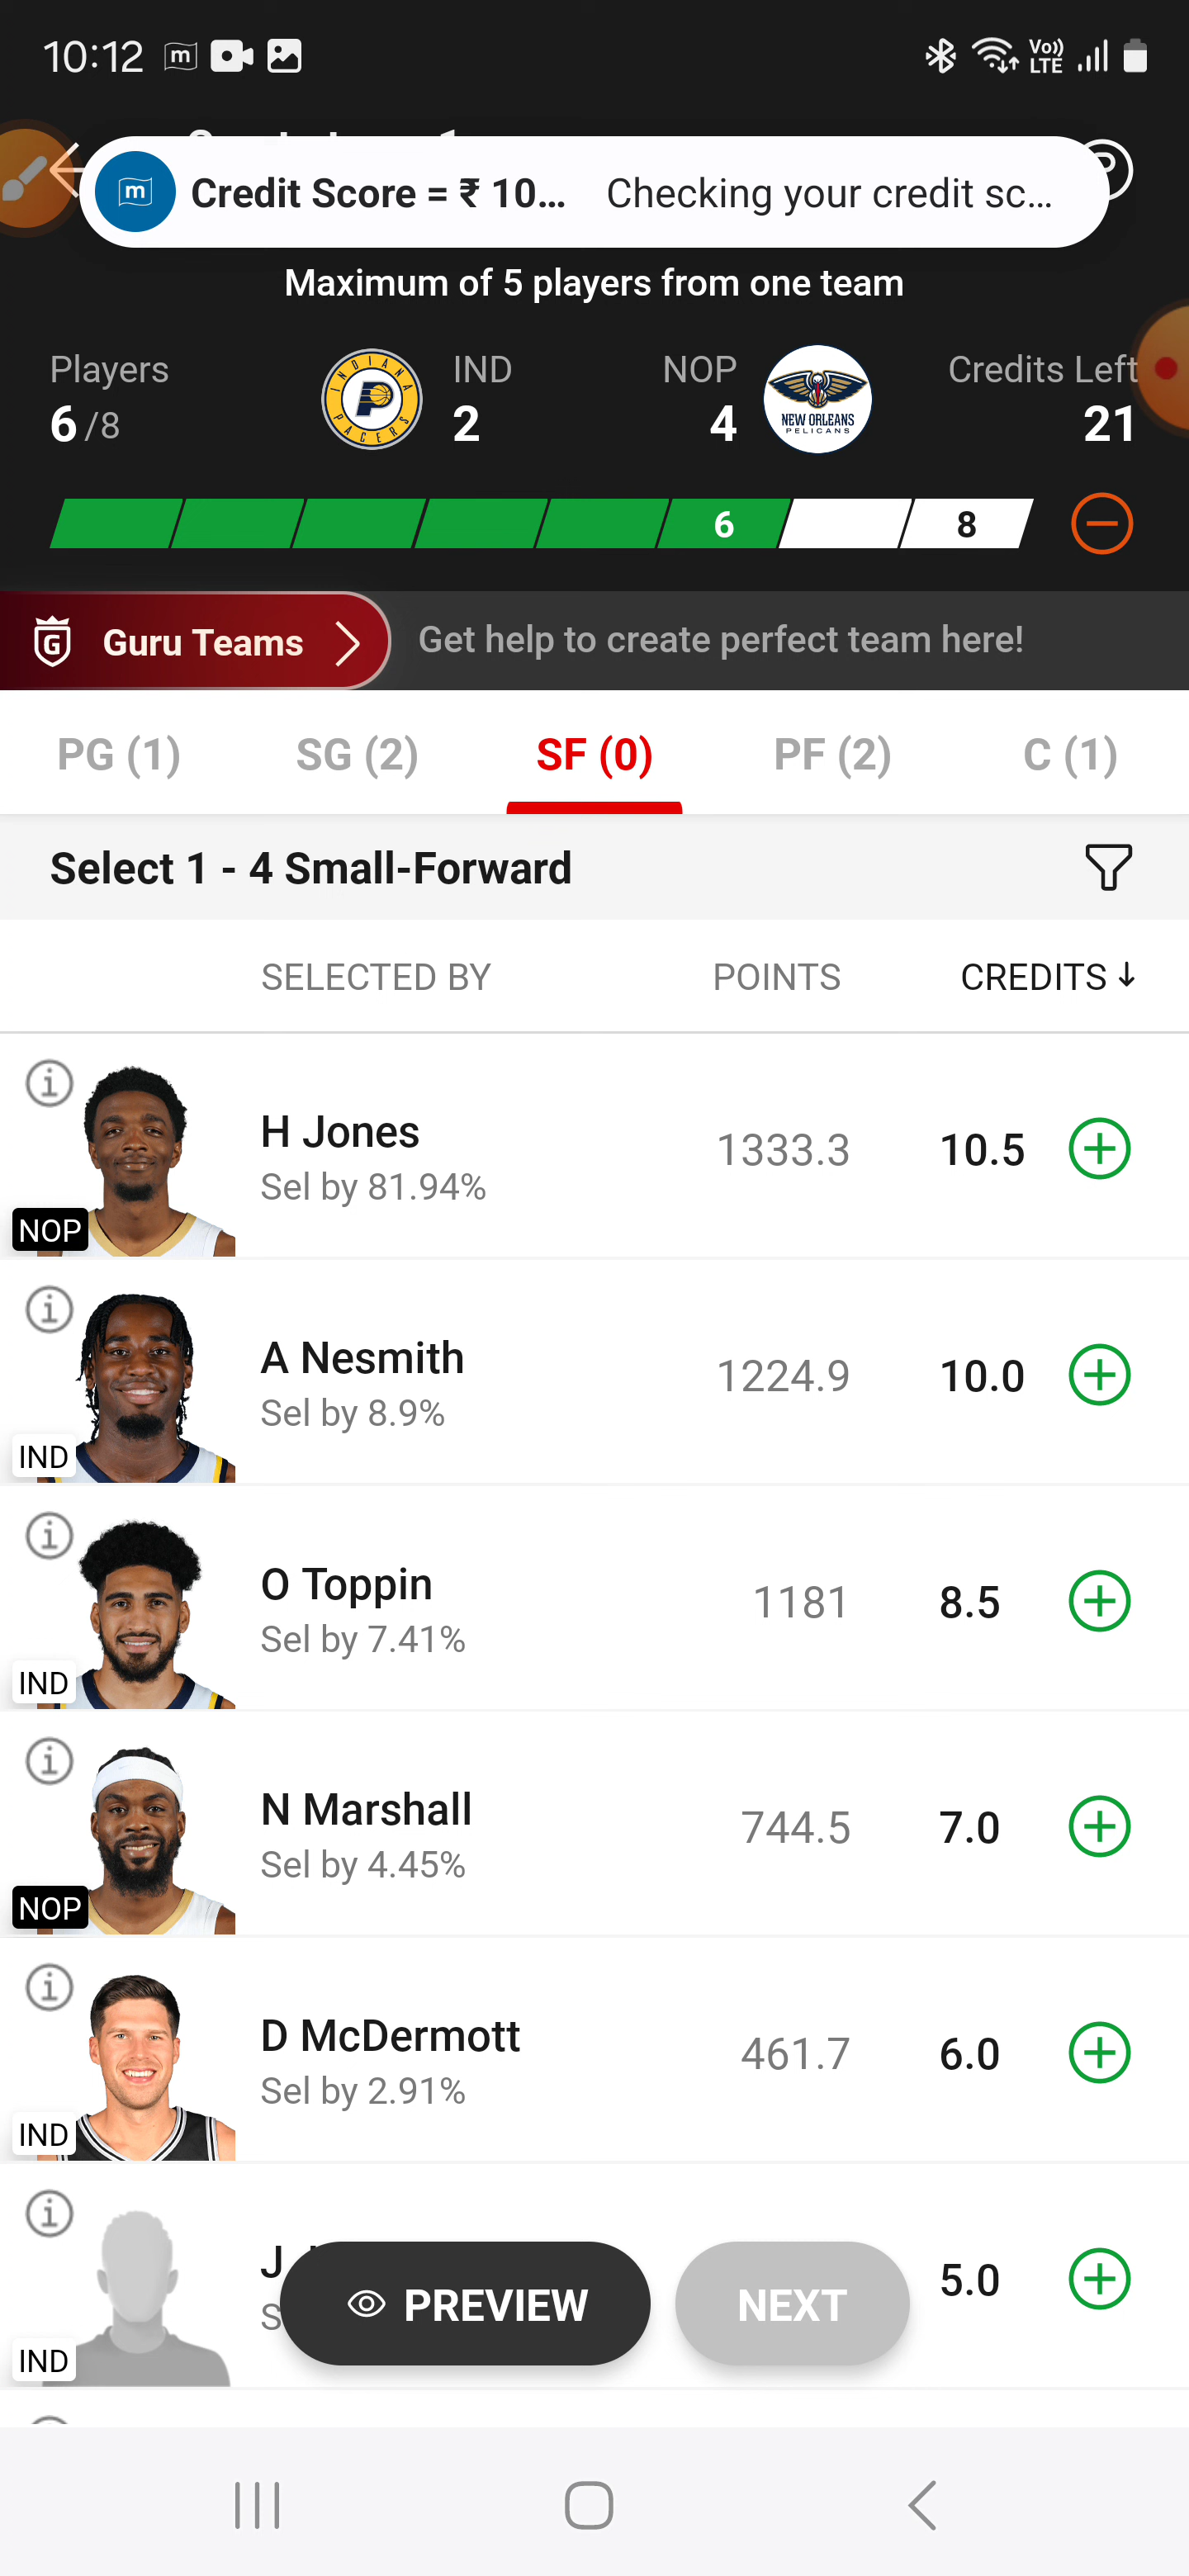 10:12
m
Vo))
LTE
m Credit Score = ₹ 10... Checking your credit sc...
Maximum of 5 players from one team
Players
6 /8
INDIANA
PACERS
IND
2
NOP
4
NEW ORLEANS
PELICANS
Credits Left
21
6
8
G Guru Teams
Get help to create perfect team here!
PG (1)
SG (2)
SF (0)
PF (2)
C (1)
Select 1 - 4 Small-Forward
SELECTED BY
POINTS
CREDITS ↓
H Jones
Sel by 81.94%
1333.3
10.5
NOP
A Nesmith
Sel by 8.9%
1224.9
10.0
IND
O Toppin
Sel by 7.41%
1181
8.5
IND
N Marshall
Sel by 4.45%
744.5
7.0
NOP
D McDermott
Sel by 2.91%
461.7
6.0
IND
J
S
5.0
IND
PREVIEW
NEXT